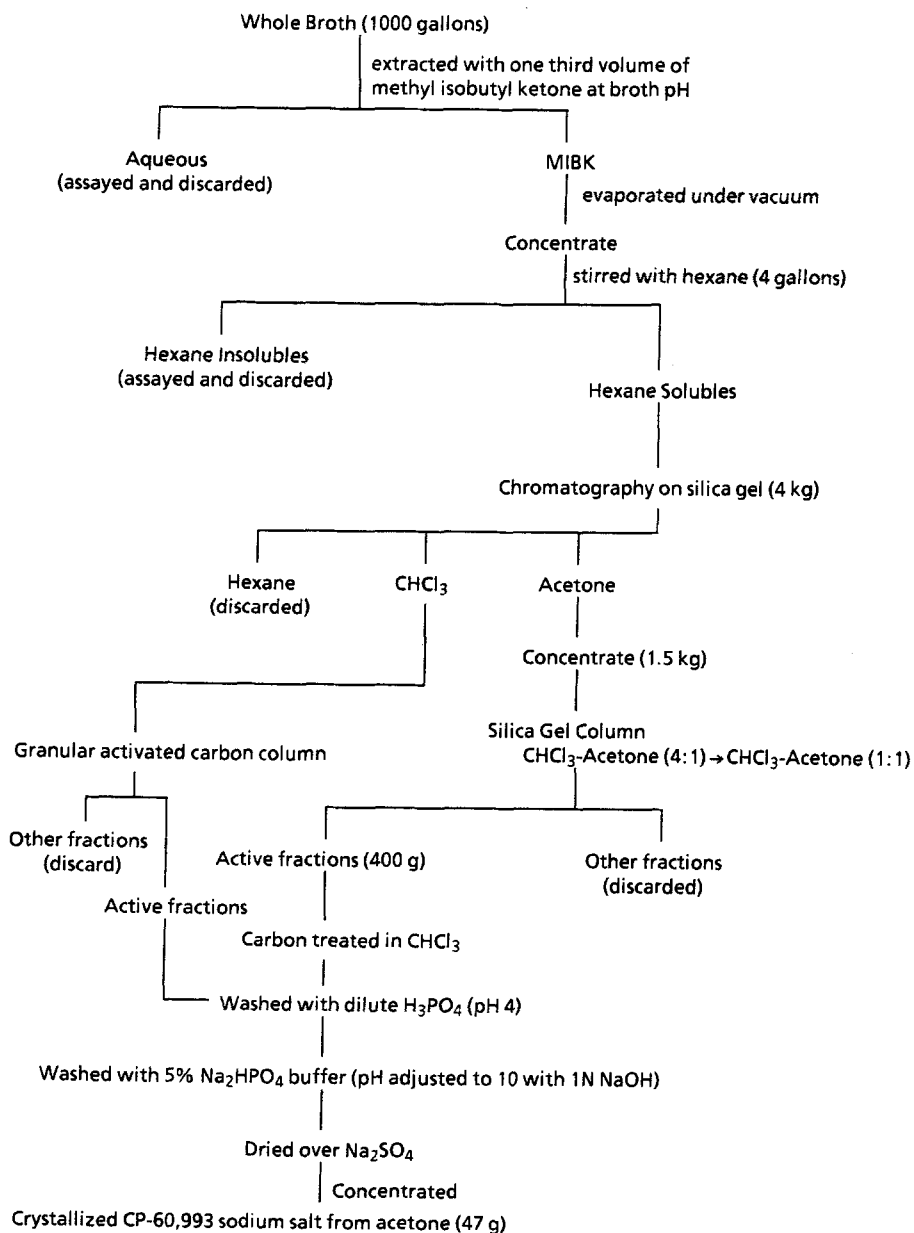 Whole Broth (1000 gallons)
extracted with one third volume of
methyl isobutyl ketone at broth pH
Aqueous
(assayed and discarded)
MIBK
evaporated under vacuum
Concentrate
stirred with hexane (4 gallons)
Hexane Insolubles
(assayed and discarded)
Hexane Solubles
Chromatography on silica gel (4 kg)
Hexane
(discarded)
CHCl₃
Acetone
Concentrate (1.5 kg)
Silica Gel Column
CHCl₃-Acetone (4:1)→CHCl₃-Acetone (1:1)
Granular activated carbon column
Other fractions
(discard)
Active fractions
Active fractions (400 g)
Other fractions
(discarded)
Carbon treated in CHCl₃
Washed with dilute H₃PO₄ (pH 4)
Washed with 5% Na₂HPO₄ buffer (pH adjusted to 10 with 1N NaOH)
Dried over Na₂SO₄
Concentrated
Crystallized CP-60,993 sodium salt from acetone (47 g)